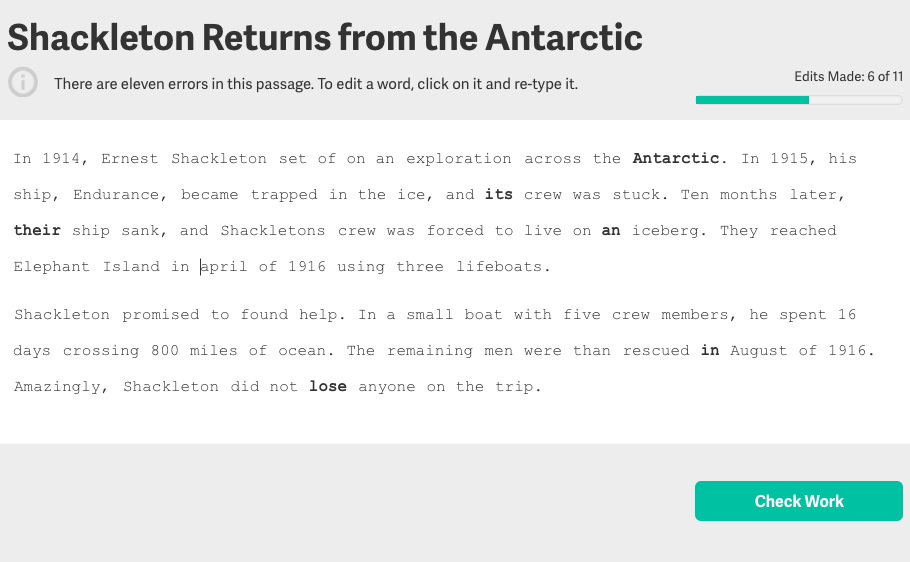 Shackleton Returns from the Antarctic
There are eleven errors in this passage. To edit a word, click on it and re-type it.
Edits Made: 6 of 11
In 1914, Ernest Shackleton set of on an exploration across the Antarctic. In 1915, his
ship, Endurance, became trapped in the ice, and its crew was stuck. Ten months later,
their ship sank, and Shackletons crew was forced to live on an iceberg. They reached
Elephant Island in april of 1916 using three lifeboats.
Shackleton promised to found help. In a small boat with five crew members, he spent 16
days crossing 800 miles of ocean. The remaining men were than rescued in August of 1916.
Amazingly, Shackleton did not lose anyone on the trip.
Check Work